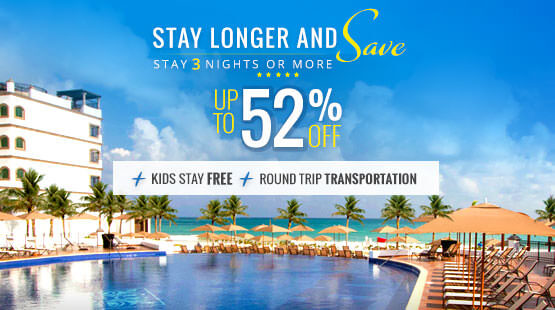 STAY LONGER AND Save
STAY 3 NIGHTS OR MORE
UP TO 52% OFF
+ KIDS STAY FREE + ROUND TRIP TRANSPORTATION